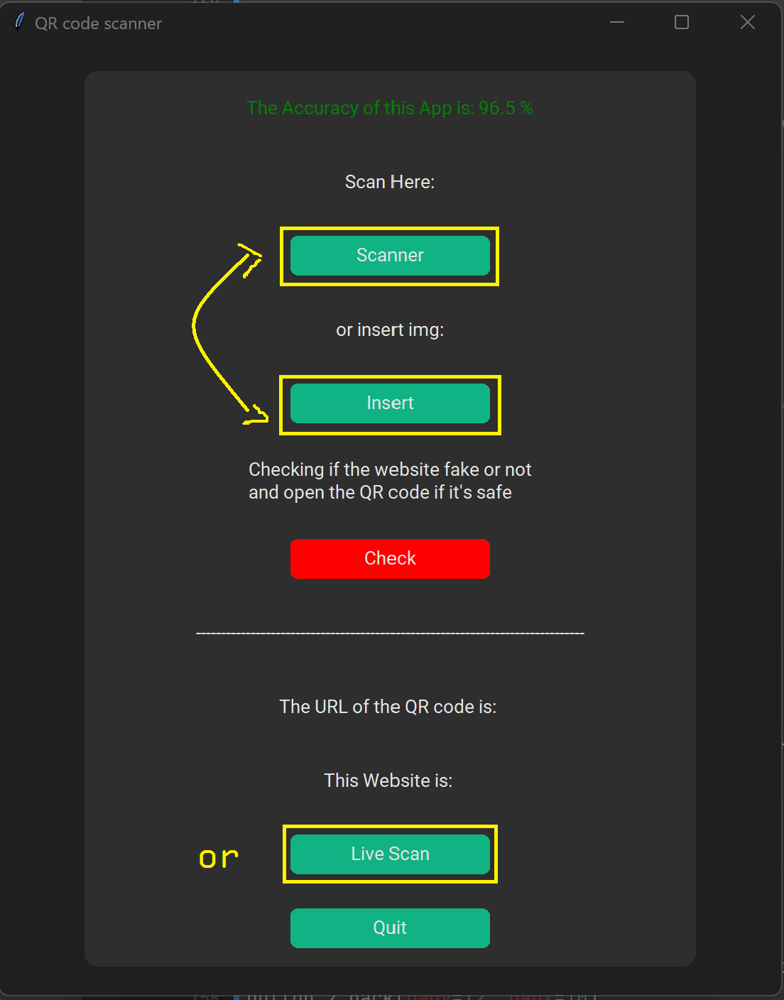 QR code scanner
The Accuracy of this App is: 96.5 %
Scan Here:
Scanner
or insert img:
Insert
Checking if the website fake or not
and open the QR code if it's safe
Check
------------------------------------------------------------------------------
The URL of the QR code is:
This Website is:
or
Live Scan
Quit